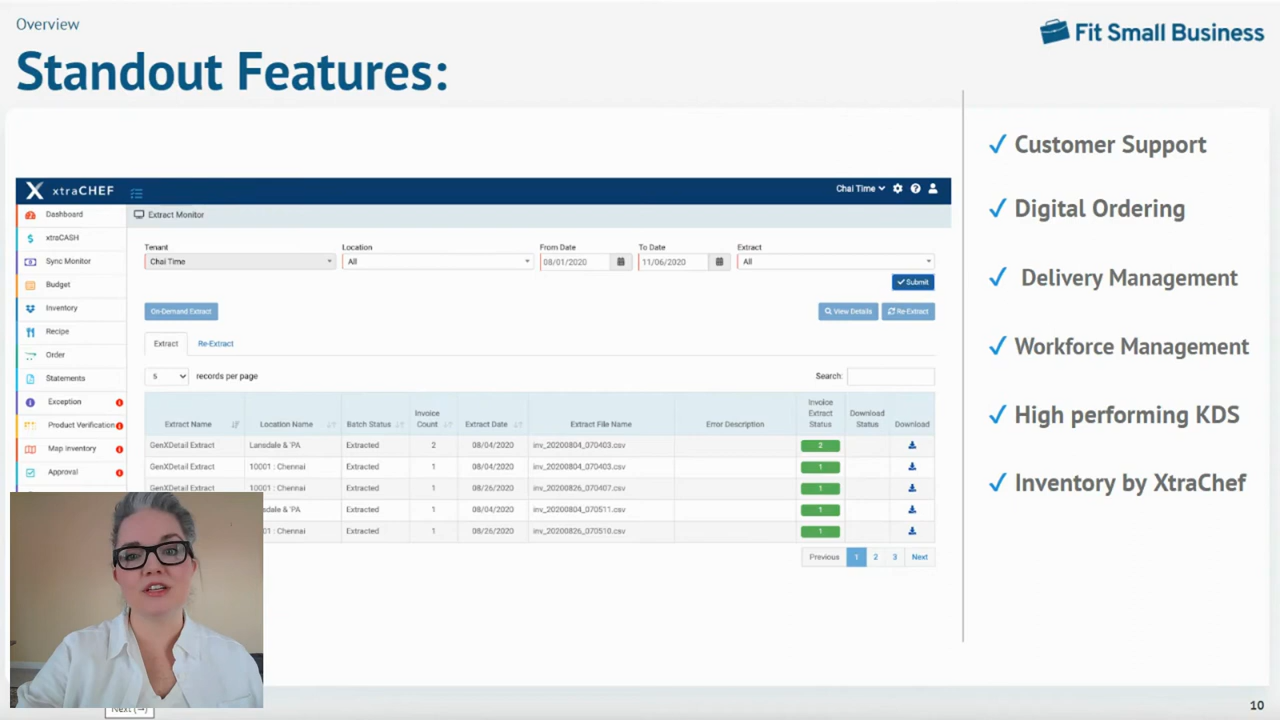 Overview
Fit Small Business
Standout Features:
✓ Customer Support
✓ Digital Ordering
✓ Delivery Management
✓ Workforce Management
✓ High performing KDS
✓ Inventory by XtraChef
X xtraCHEF
Chai Time
Dashboard
xtraCASH
Sync Monitor
Budget
Inventory
Recipe
Order
Statements
Exception
Product Verification
Map Inventory
Approval
Extract Monitor
Tenant Location From Date To Date Extract
Chai Time All 08/01/2020 11/06/2020 All
Submit
On-Demand Extract View Details Re-Extract
Extract Re-Extract
5 records per page Search:
Extract Name Location Name Batch Status Invoice Count Extract Date Extract File Name Error Description Invoice Extract Status Download Status Download
GenXDetail Extract Lansdale & 'PA Extracted 2 08/04/2020 inv_20200804_070403.csv 2
GenXDetail Extract 10001 : Chennai Extracted 1 08/04/2020 inv_20200804_070403.csv 1
GenXDetail Extract 10001 : Chennai Extracted 1 08/26/2020 inv_20200826_070407.csv 1
sdale & 'PA Extracted 1 08/04/2020 inv_20200804_070511.csv 1
01 : Chennai Extracted 1 08/26/2020 inv_20200826_070510.csv 1
Previous 1 2 3 Next
Next (→)
10